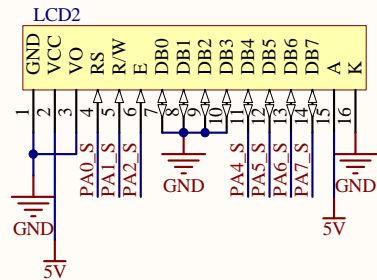 LCD2
GND VCC VO RS R/W E DB0 DB1 DB2 DB3 DB4 DB5 DB6 DB7 A K
1 2 3 4 5 6 7 8 9 10 11 12 13 14 15 16
PA0_S PA1_S PA2_S PA4_S PA5_S PA6_S PA7_S
GND GND GND
5V 5V